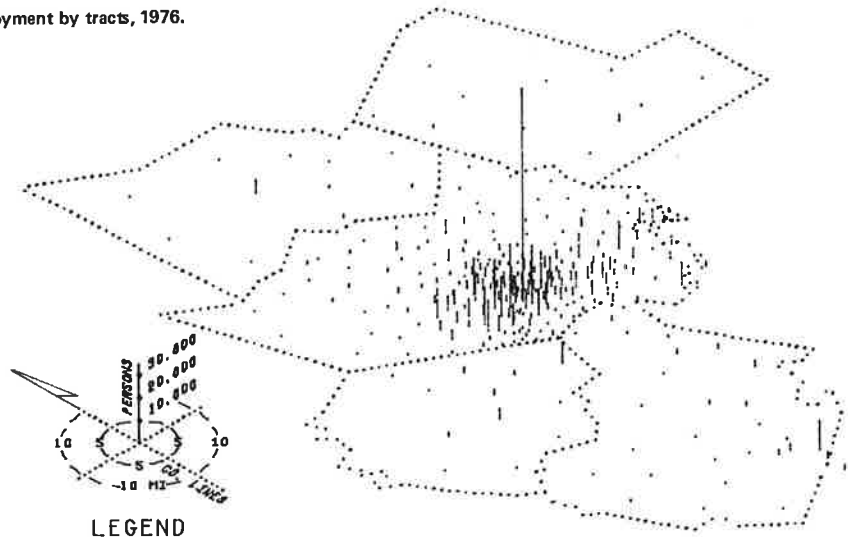 oyment by tracts, 1976.
PERSONS
30.000
20.000
10.000
10 5 5 10
5
10 MI
CO. LINES
LEGEND